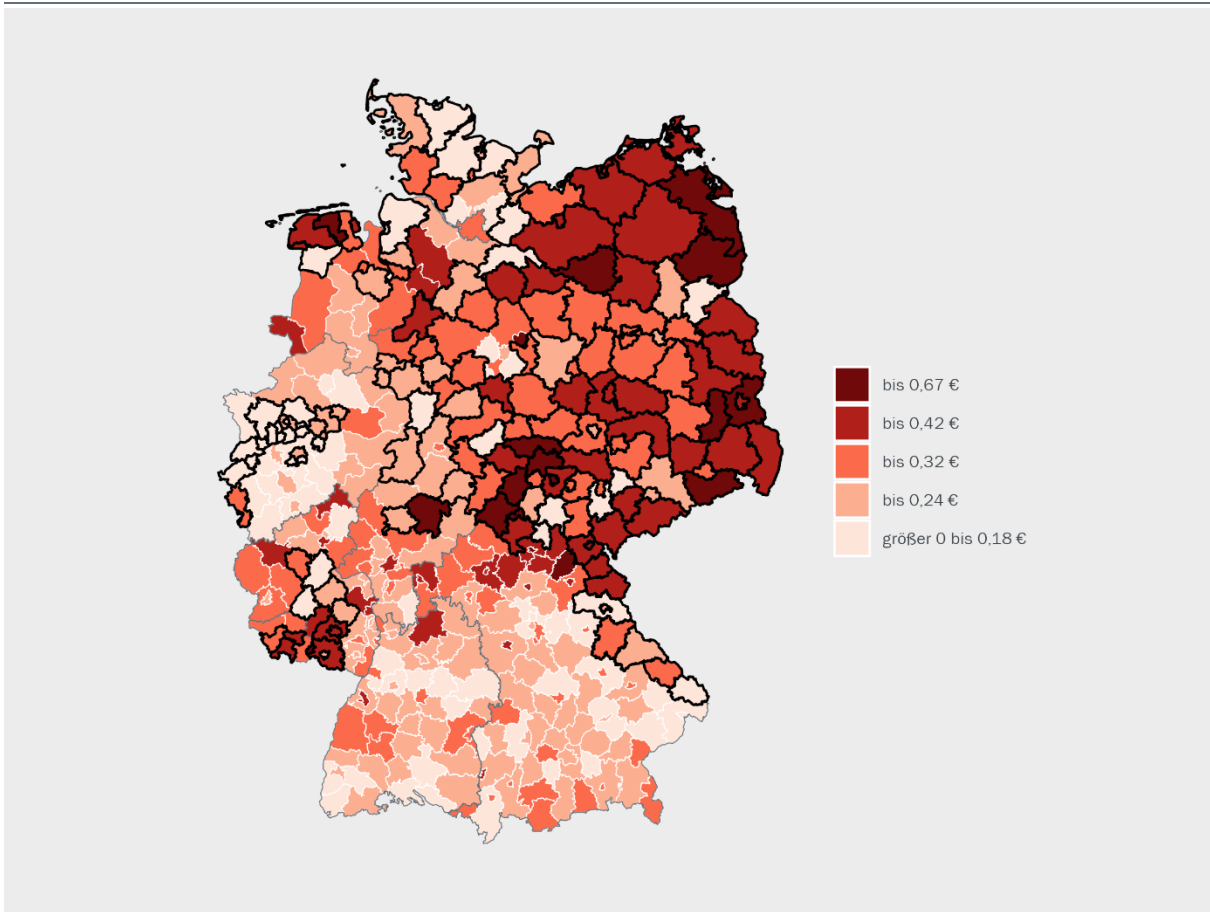 bis 0,67 €
bis 0,42 €
bis 0,32 €
bis 0,24 €
größer 0 bis 0,18 €